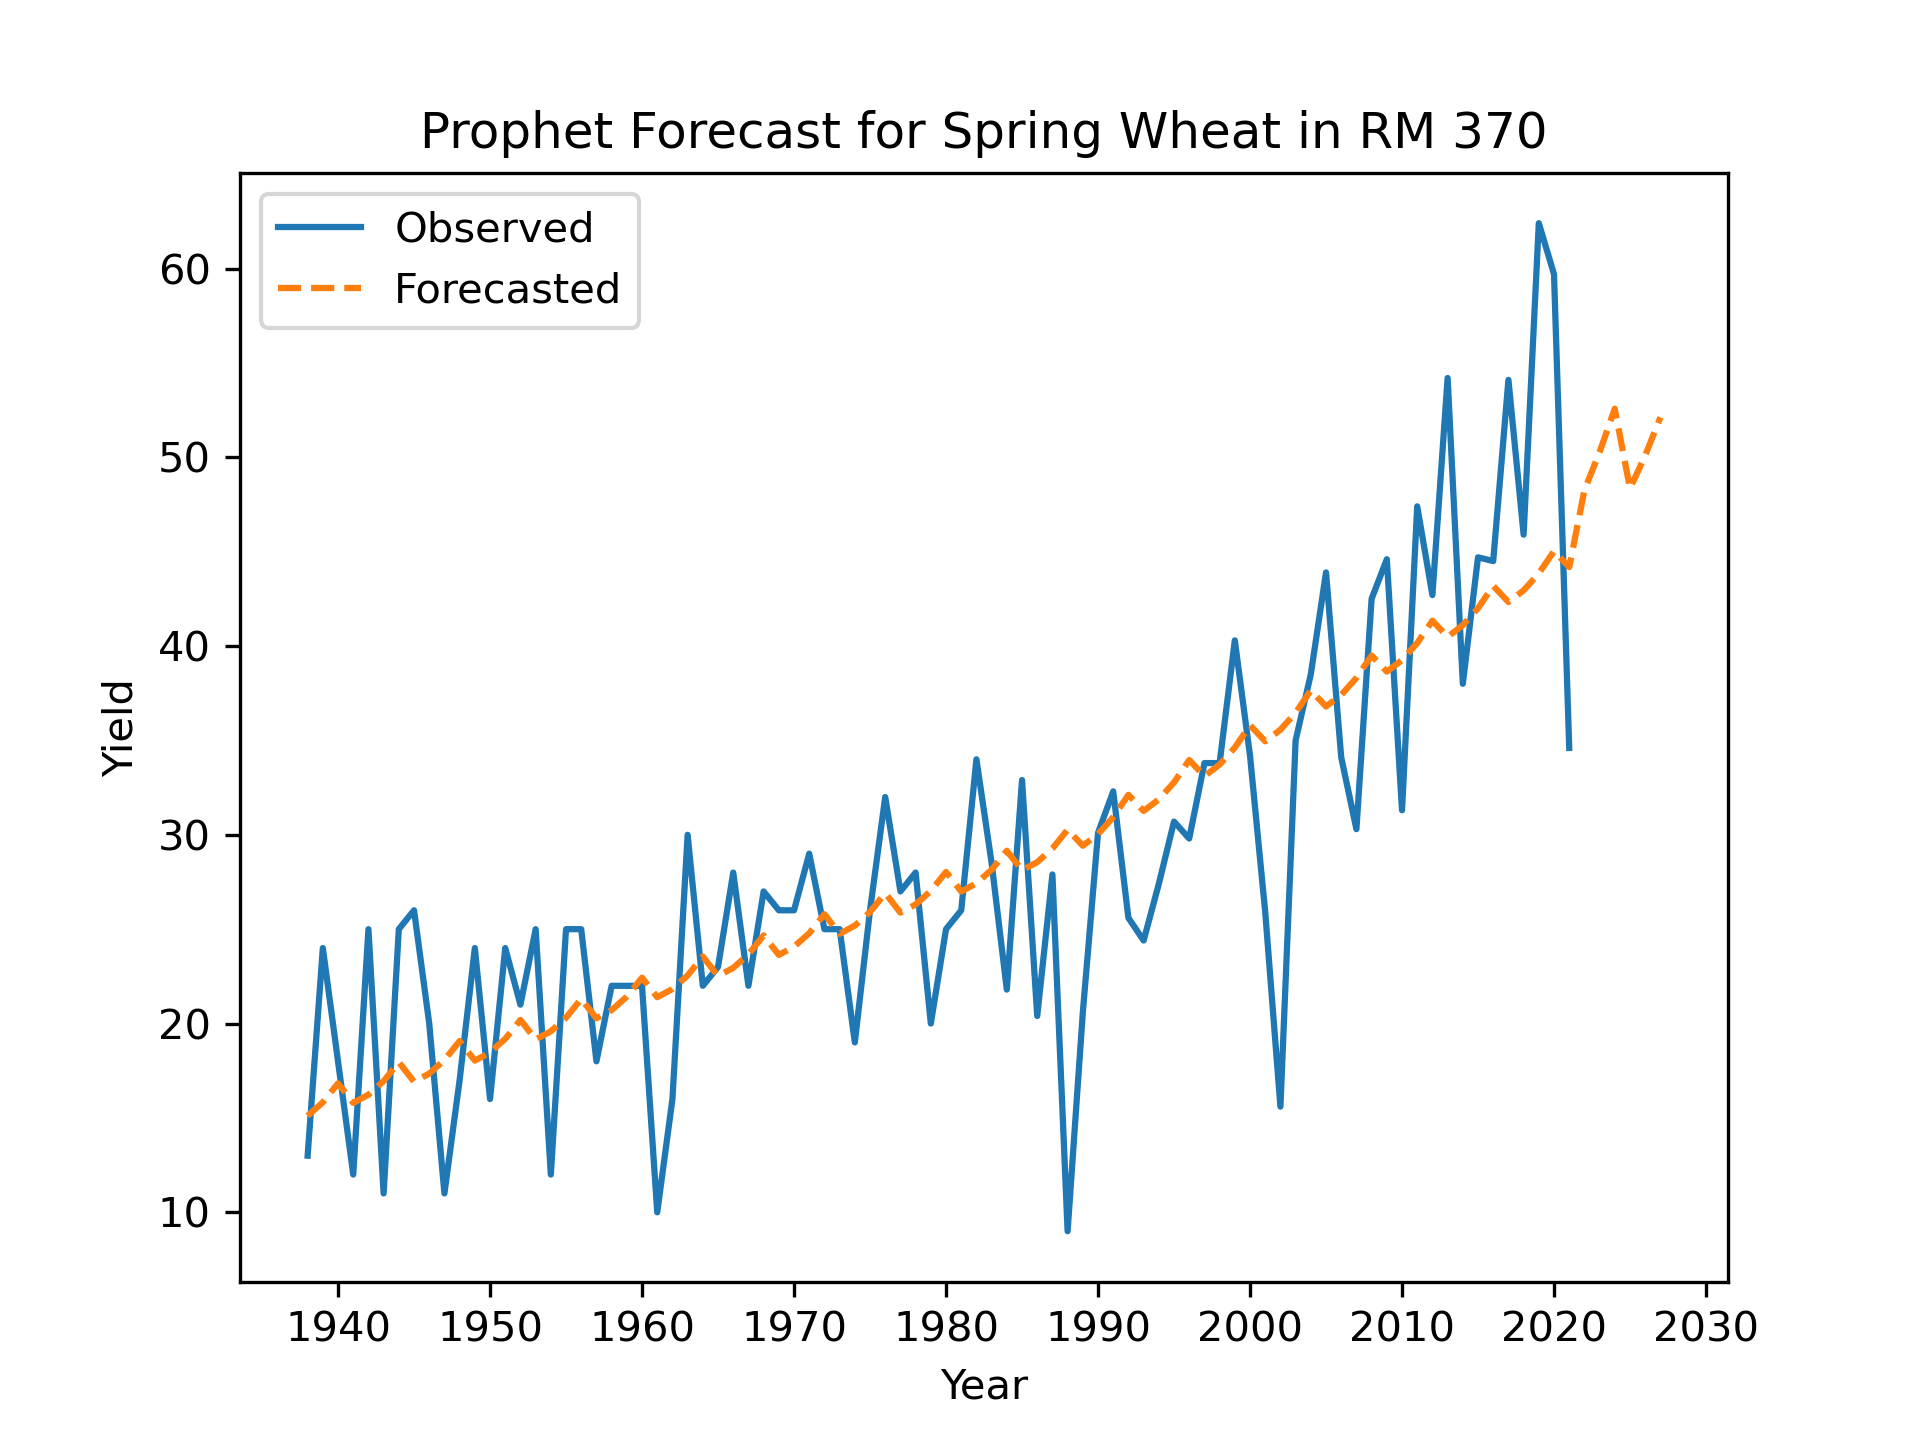 Prophet Forecast for Spring Wheat in RM 370
Observed
Forecasted
60
50
40
30
20
10
Yield
1940 1950 1960 1970 1980 1990 2000 2010 2020 2030
Year